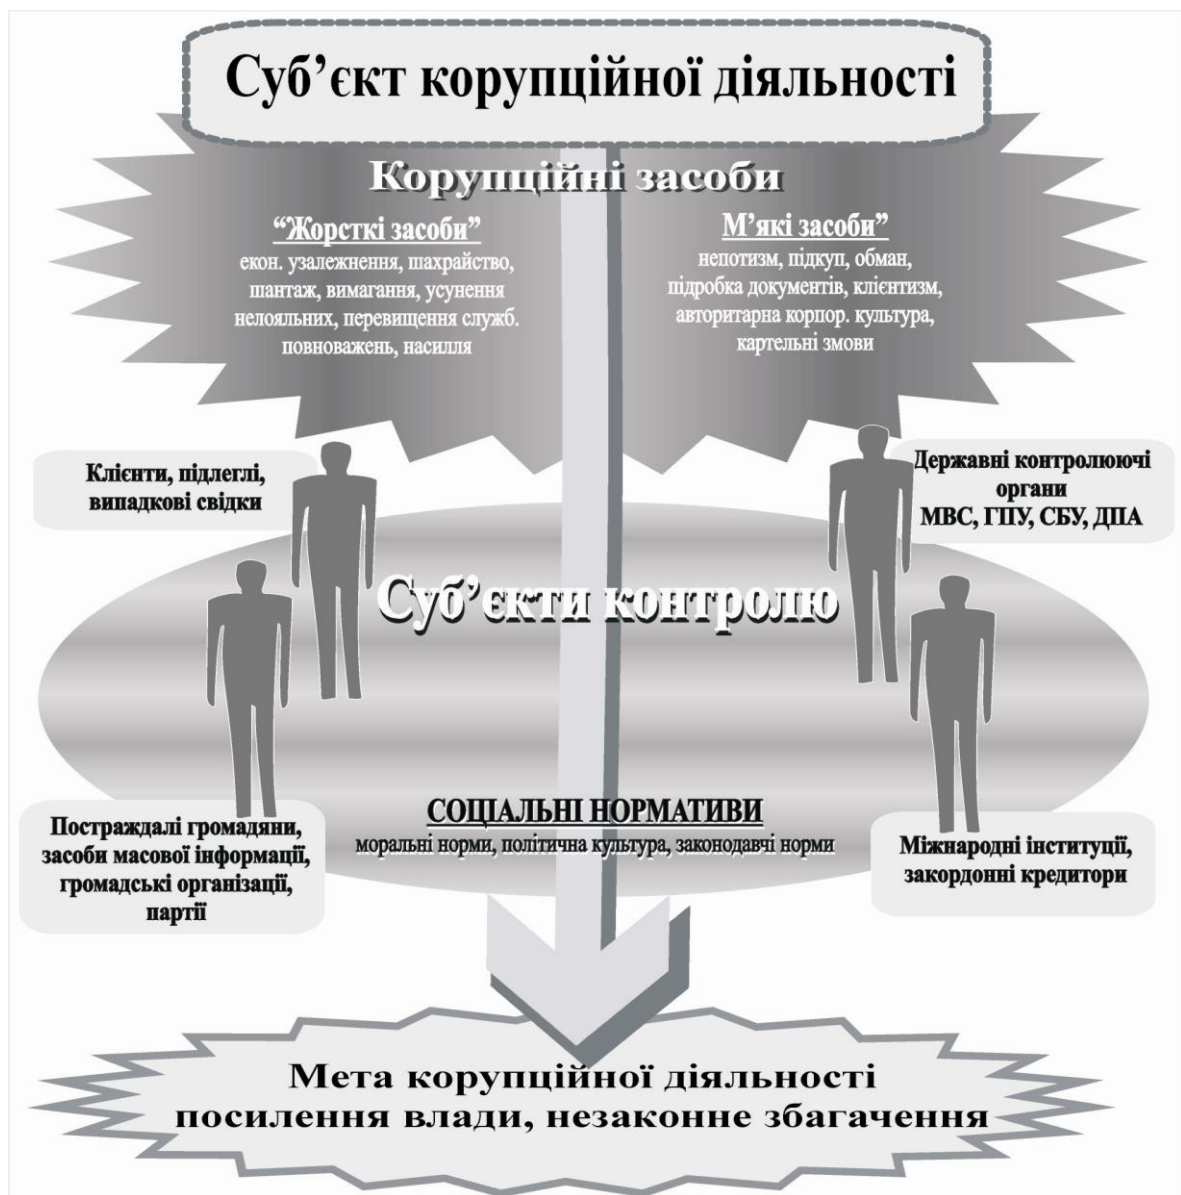 Суб’єкт корупційної діяльності
Корупційні засоби
“Жорсткі засоби”
екон. узалежнення, шахрайство,
шантаж, вимагання, усунення
нелояльних, перевищення служб.
повноважень, насилля
М’які засоби”
непотизм, підкуп, обман,
підробка документів, клієнтизм,
авторитарна корпор. культура,
картельні змови
Клієнти, підлеглі,
випадкові свідки
Державні контролюючі
органи
МВС, ГПУ, СБУ, ДПА
Суб’єкти контролю
СОЦІАЛЬНІ НОРМАТИВИ
моральні норми, політична культура, законодавчі норми
Постраждалі громадяни,
засоби масової інформації,
громадські організації,
партії
Міжнародні інституції,
закордонні кредитори
Мета корупційної діяльності
посилення влади, незаконне збагачення